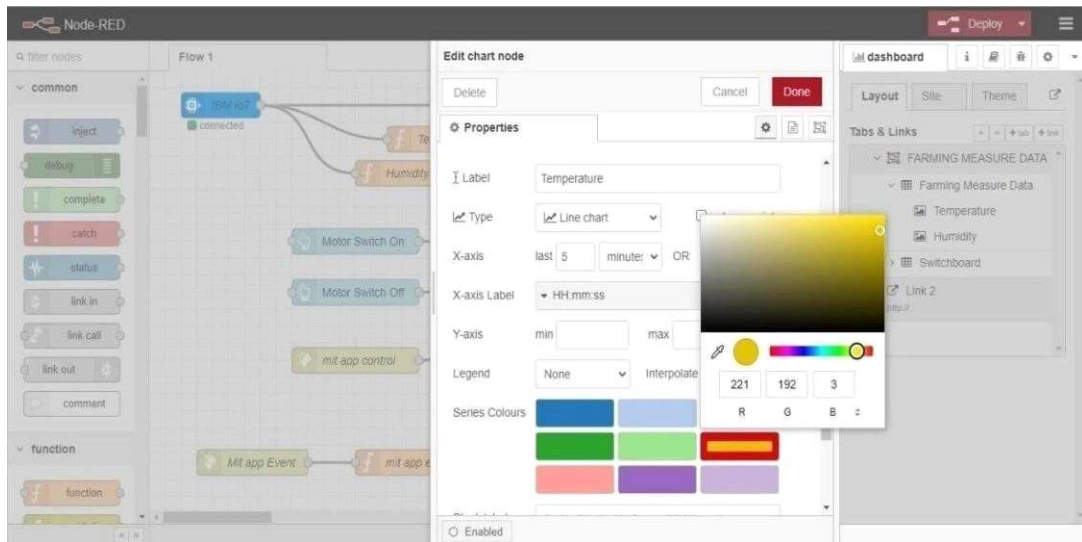 Node-RED
Deploy
filter nodes
Flow 1
Edit chart node
dashboard
i
common
Delete
Cancel
Done
Layout
Site
Theme
IBM IoT
connected
inject
Properties
Tabs & Links
+ tab
+ link
debug
Te
FARMING MEASURE DATA
Humidity
Label
Temperature
Farming Measure Data
complete
Temperature
Type
Line chart
catch
Motor Switch On
Humidity
X-axis
last 5
OR
Switchboard
status
Motor Switch Off
X-axis Label
HH:mm:ss
Link 2
link in
http://
Y-axis
min
max
link call
mit app control
link out
Legend
None
Interpolate
221
192
3
comment
Series Colours
R
G
B
function
Mit app Event
mit app e
function
Enabled